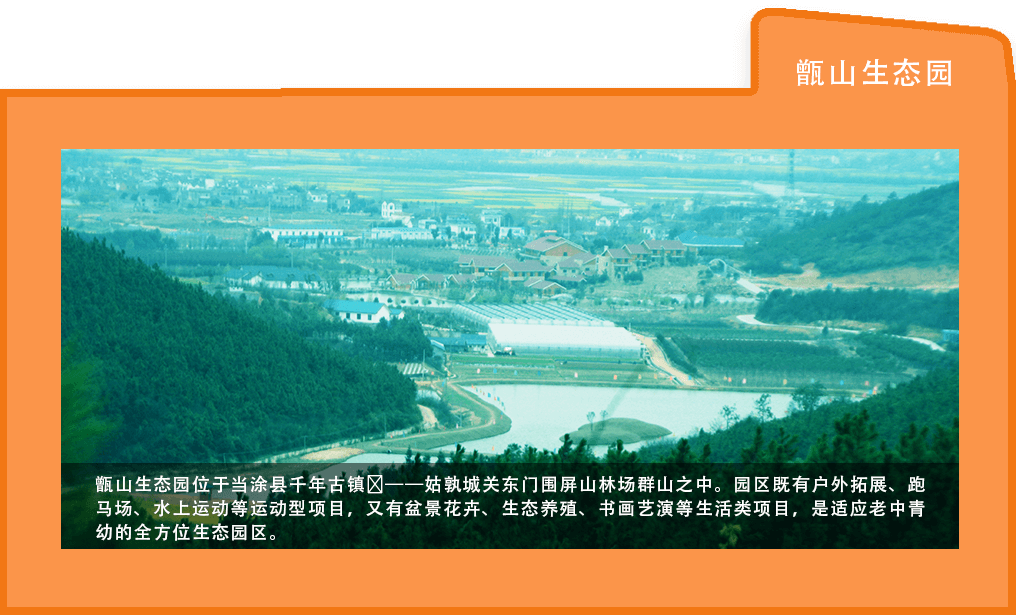 甑山生态园
甑山生态园位于当涂县千年古镇——姑孰城关东门围屏山林场群山之中。园区既有户外拓展、跑
马场、水上运动等运动型项目，又有盆景花卉、生态养殖、书画艺演等生活类项目，是适应老中青
幼的全方位生态园区。